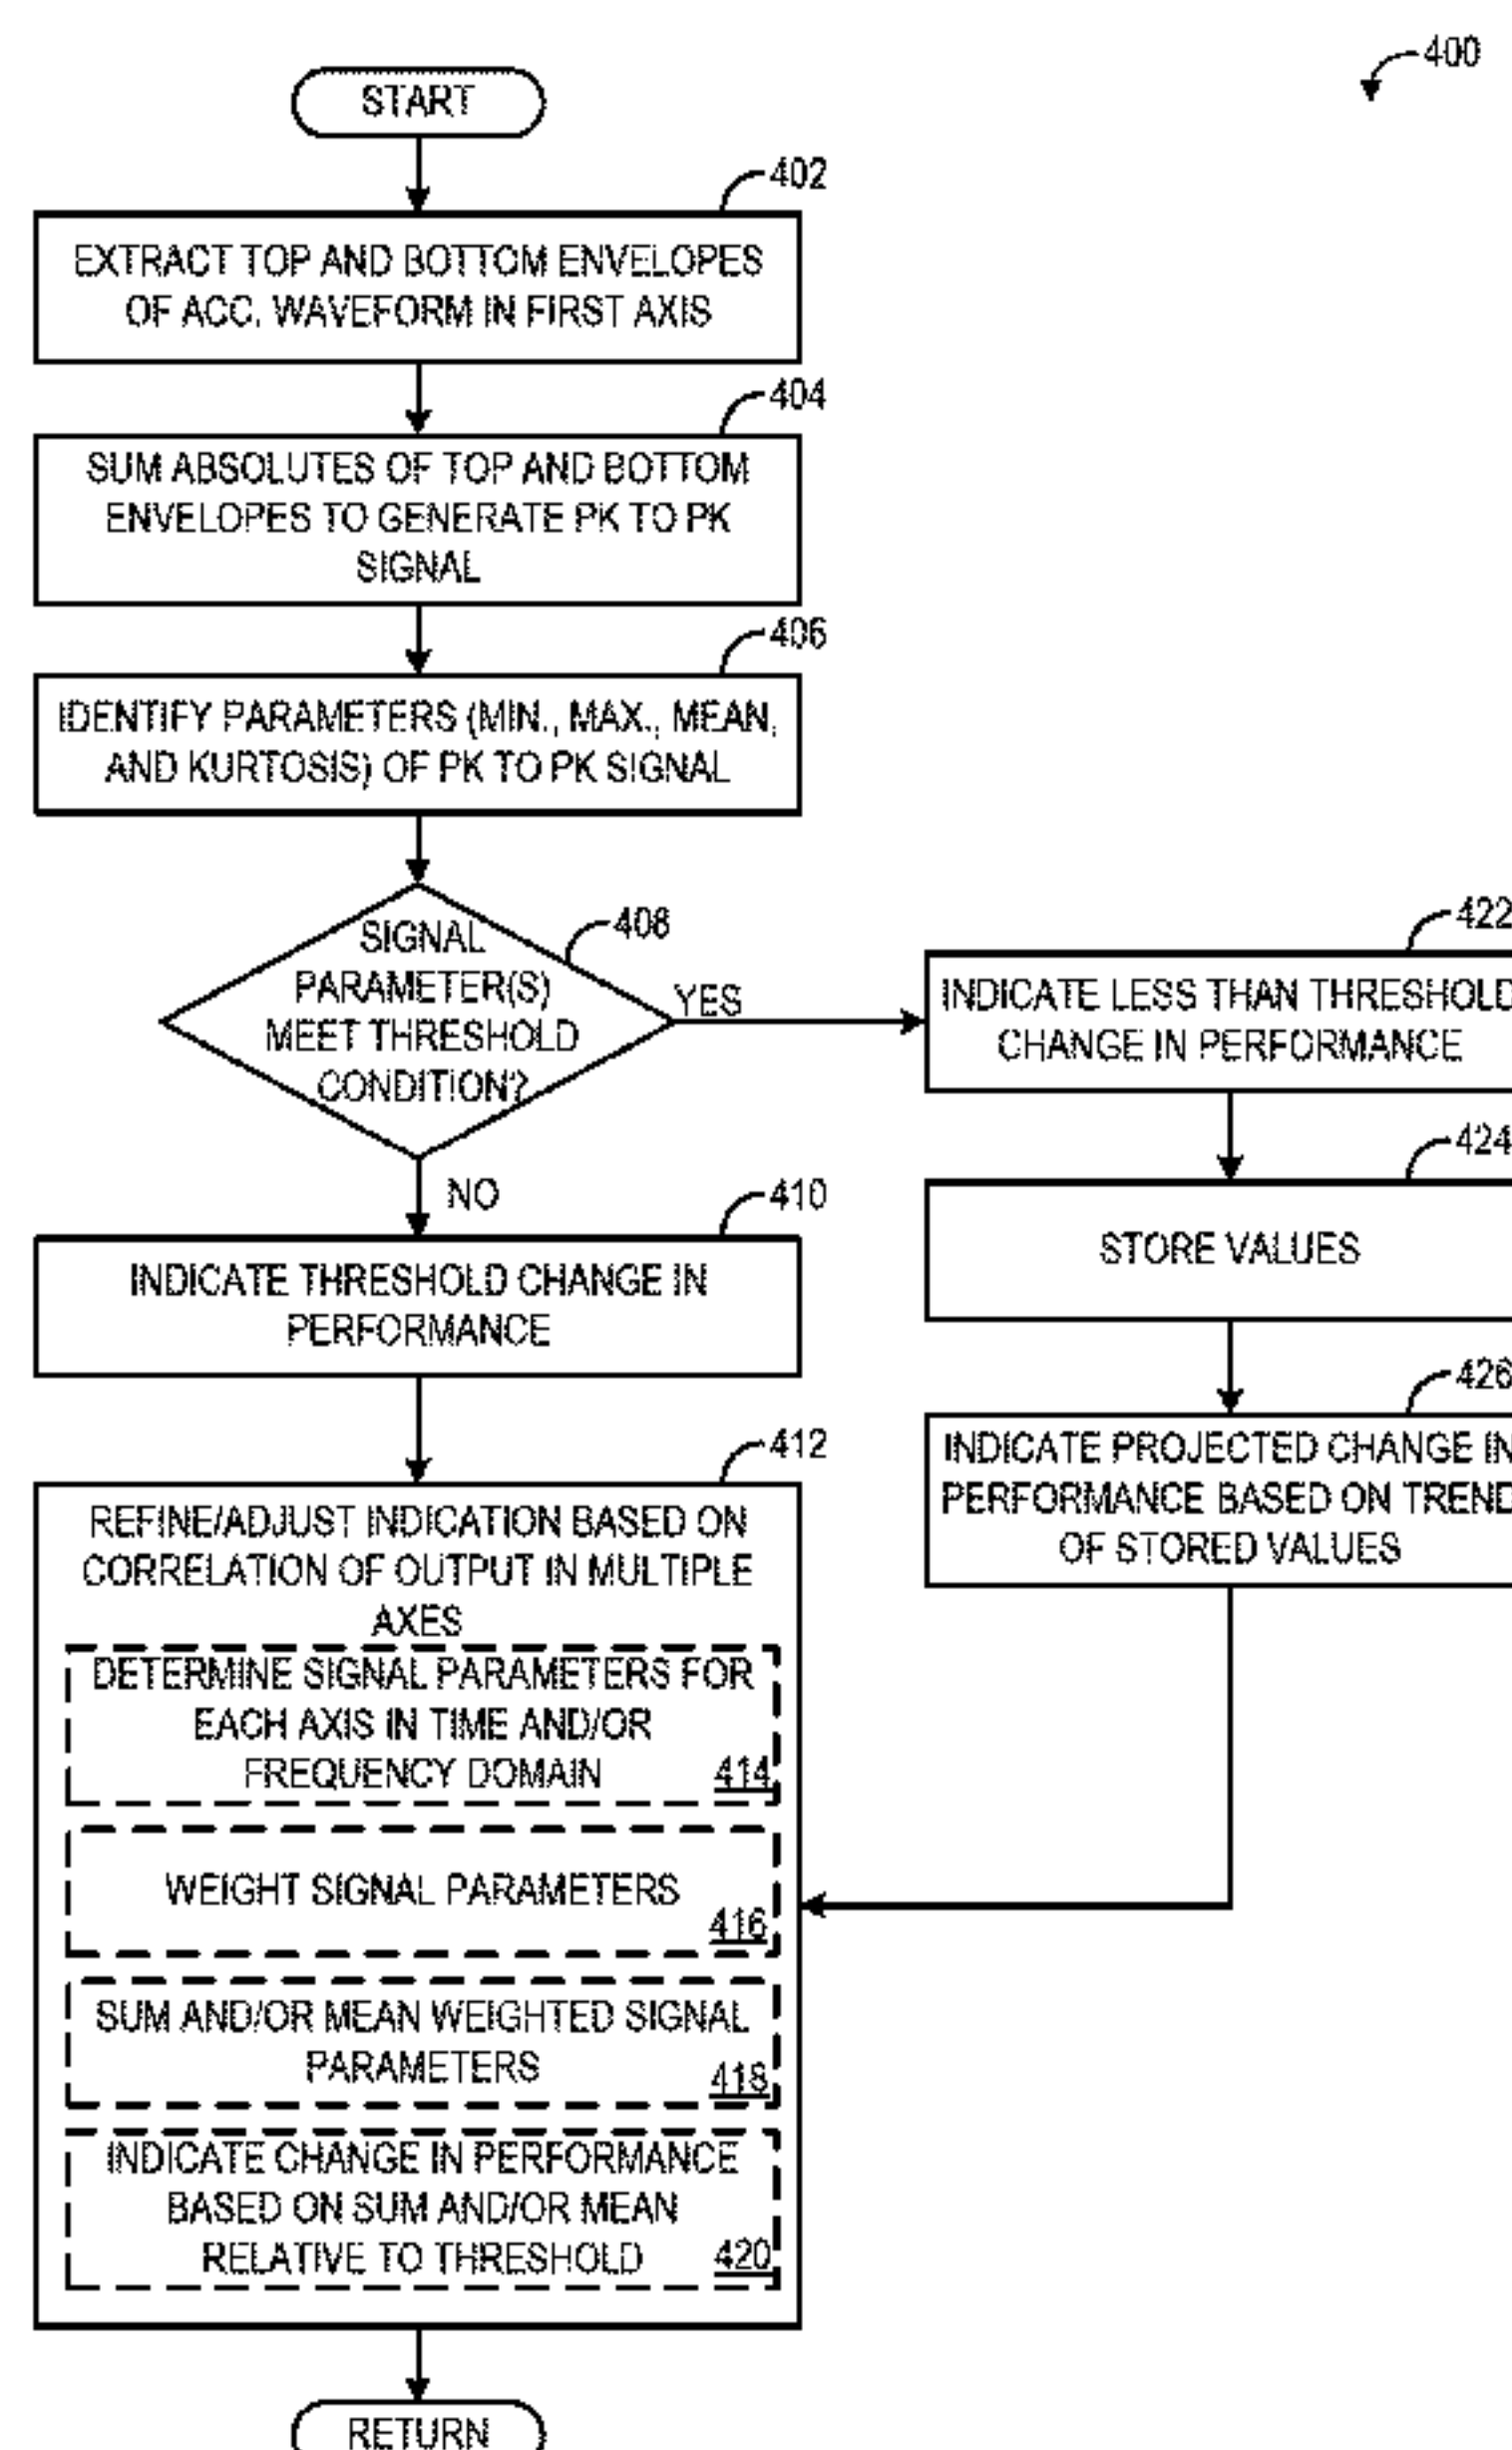 400
START
402
EXTRACT TOP AND BOTTOM ENVELOPES
OF ACC. WAVEFORM IN FIRST AXIS
404
SUM ABSOLUTES OF TOP AND BOTTOM
ENVELOPES TO GENERATE PK TO PK
SIGNAL
406
IDENTIFY PARAMETERS (MIN., MAX., MEAN,
AND KURTOSIS) OF PK TO PK SIGNAL
408
SIGNAL
PARAMETER(S)
MEET THRESHOLD
CONDITION?
YES
NO
410
INDICATE THRESHOLD CHANGE IN
PERFORMANCE
412
REFINE/ADJUST INDICATION BASED ON
CORRELATION OF OUTPUT IN MULTIPLE
AXES
DETERMINE SIGNAL PARAMETERS FOR
EACH AXIS IN TIME AND/OR
FREQUENCY DOMAIN
414
WEIGHT SIGNAL PARAMETERS
416
SUM AND/OR MEAN WEIGHTED SIGNAL
PARAMETERS
418
INDICATE CHANGE IN PERFORMANCE
BASED ON SUM AND/OR MEAN
RELATIVE TO THRESHOLD
420
RETURN
422
INDICATE LESS THAN THRESHOLD
CHANGE IN PERFORMANCE
424
STORE VALUES
426
INDICATE PROJECTED CHANGE IN
PERFORMANCE BASED ON TREND
OF STORED VALUES